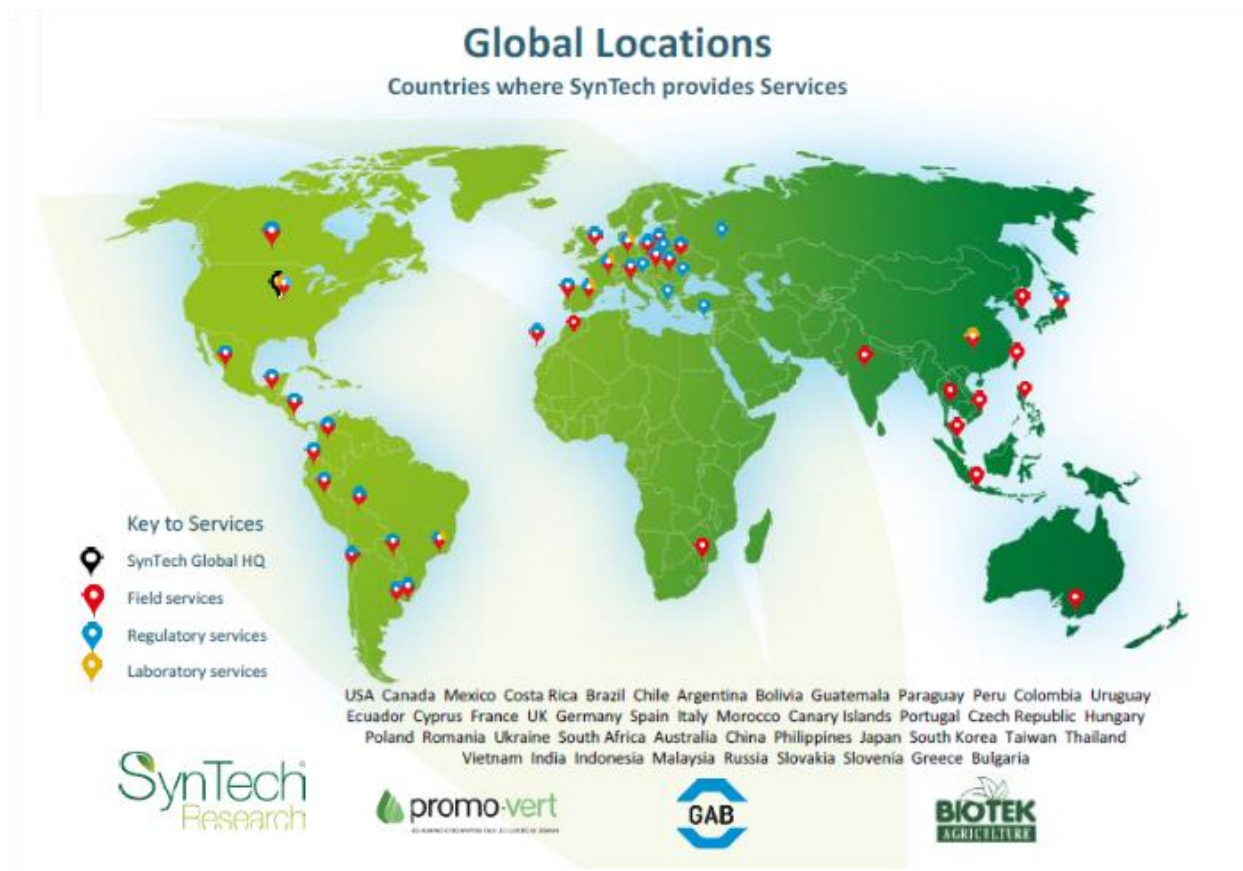 Global Locations
Countries where SynTech provides Services
Key to Services
SynTech Global HQ
Field services
Regulatory services
Laboratory services
USA Canada Mexico Costa Rica Brazil Chile Argentina Bolivia Guatemala Paraguay Peru Colombia Uruguay
Ecuador Cyprus France UK Germany Spain Italy Morocco Canary Islands Portugal Czech Republic Hungary
Poland Romania Ukraine South Africa Australia China Philippines Japan South Korea Taiwan Thailand
Vietnam India Indonesia Malaysia Russia Slovakia Slovenia Greece Bulgaria
SynTech
Research
promo-vert
GAB
BIOTEK
AGRICULTURE